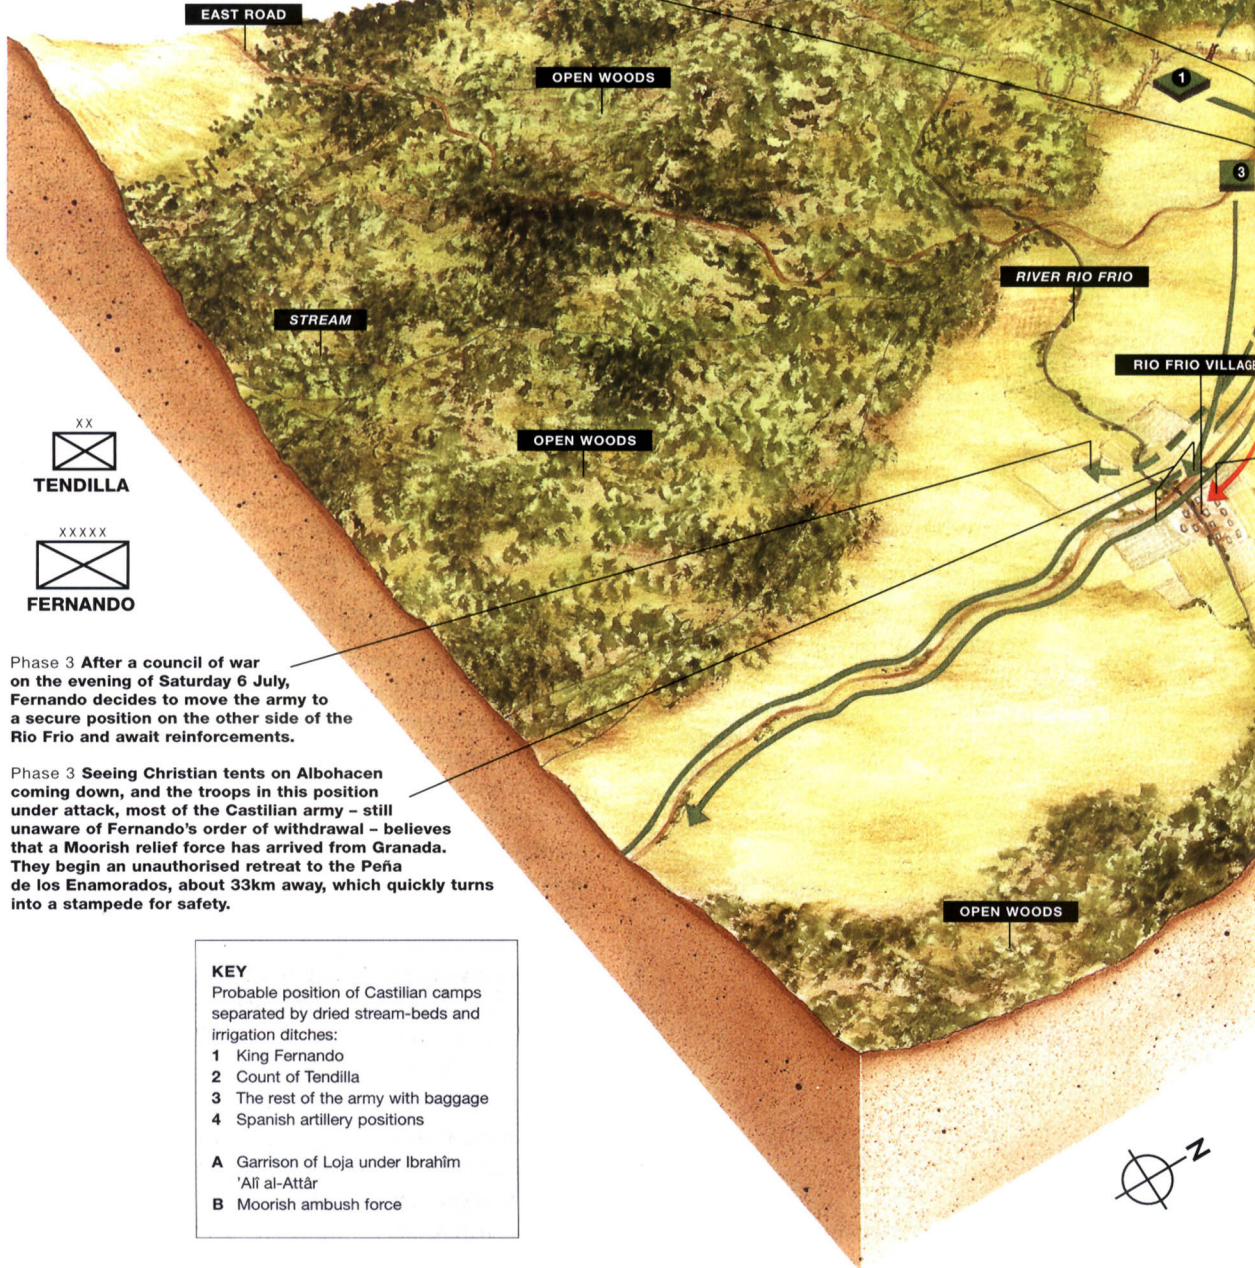 EAST ROAD
OPEN WOODS
1
3
RIVER RIO FRIO
STREAM
RIO FRIO VILLAGE
OPEN WOODS
XX
TENDILLA
XXXXX
FERNANDO
Phase 3 After a council of war
on the evening of Saturday 6 July,
Fernando decides to move the army to
a secure position on the other side of the
Rio Frio and await reinforcements.
Phase 3 Seeing Christian tents on Albohacen
coming down, and the troops in this position
under attack, most of the Castilian army – still
unaware of Fernando's order of withdrawal – believes
that a Moorish relief force has arrived from Granada.
They begin an unauthorised retreat to the Peña
de los Enamorados, about 33km away, which quickly turns
into a stampede for safety.
OPEN WOODS
KEY
Probable position of Castilian camps
separated by dried stream-beds and
irrigation ditches:
1 King Fernando
2 Count of Tendilla
3 The rest of the army with baggage
4 Spanish artillery positions
A Garrison of Loja under Ibrahîm
'Alî al-Attâr
B Moorish ambush force
N